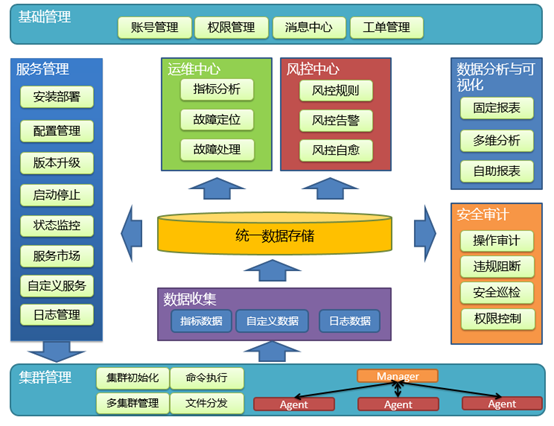 基础管理
账号管理 权限管理 消息中心 工单管理
服务管理
安装部署
配置管理
版本升级
启动停止
状态监控
服务市场
自定义服务
日志管理
运维中心
指标分析
故障定位
故障处理
风控中心
风控规则
风控告警
风控自愈
数据分析与可
视化
固定报表
多维分析
自助报表
安全审计
操作审计
违规阻断
安全巡检
权限控制
统一数据存储
数据收集
指标数据 自定义数据 日志数据
集群管理
集群初始化 命令执行
多集群管理 文件分发
Manager
Agent Agent Agent